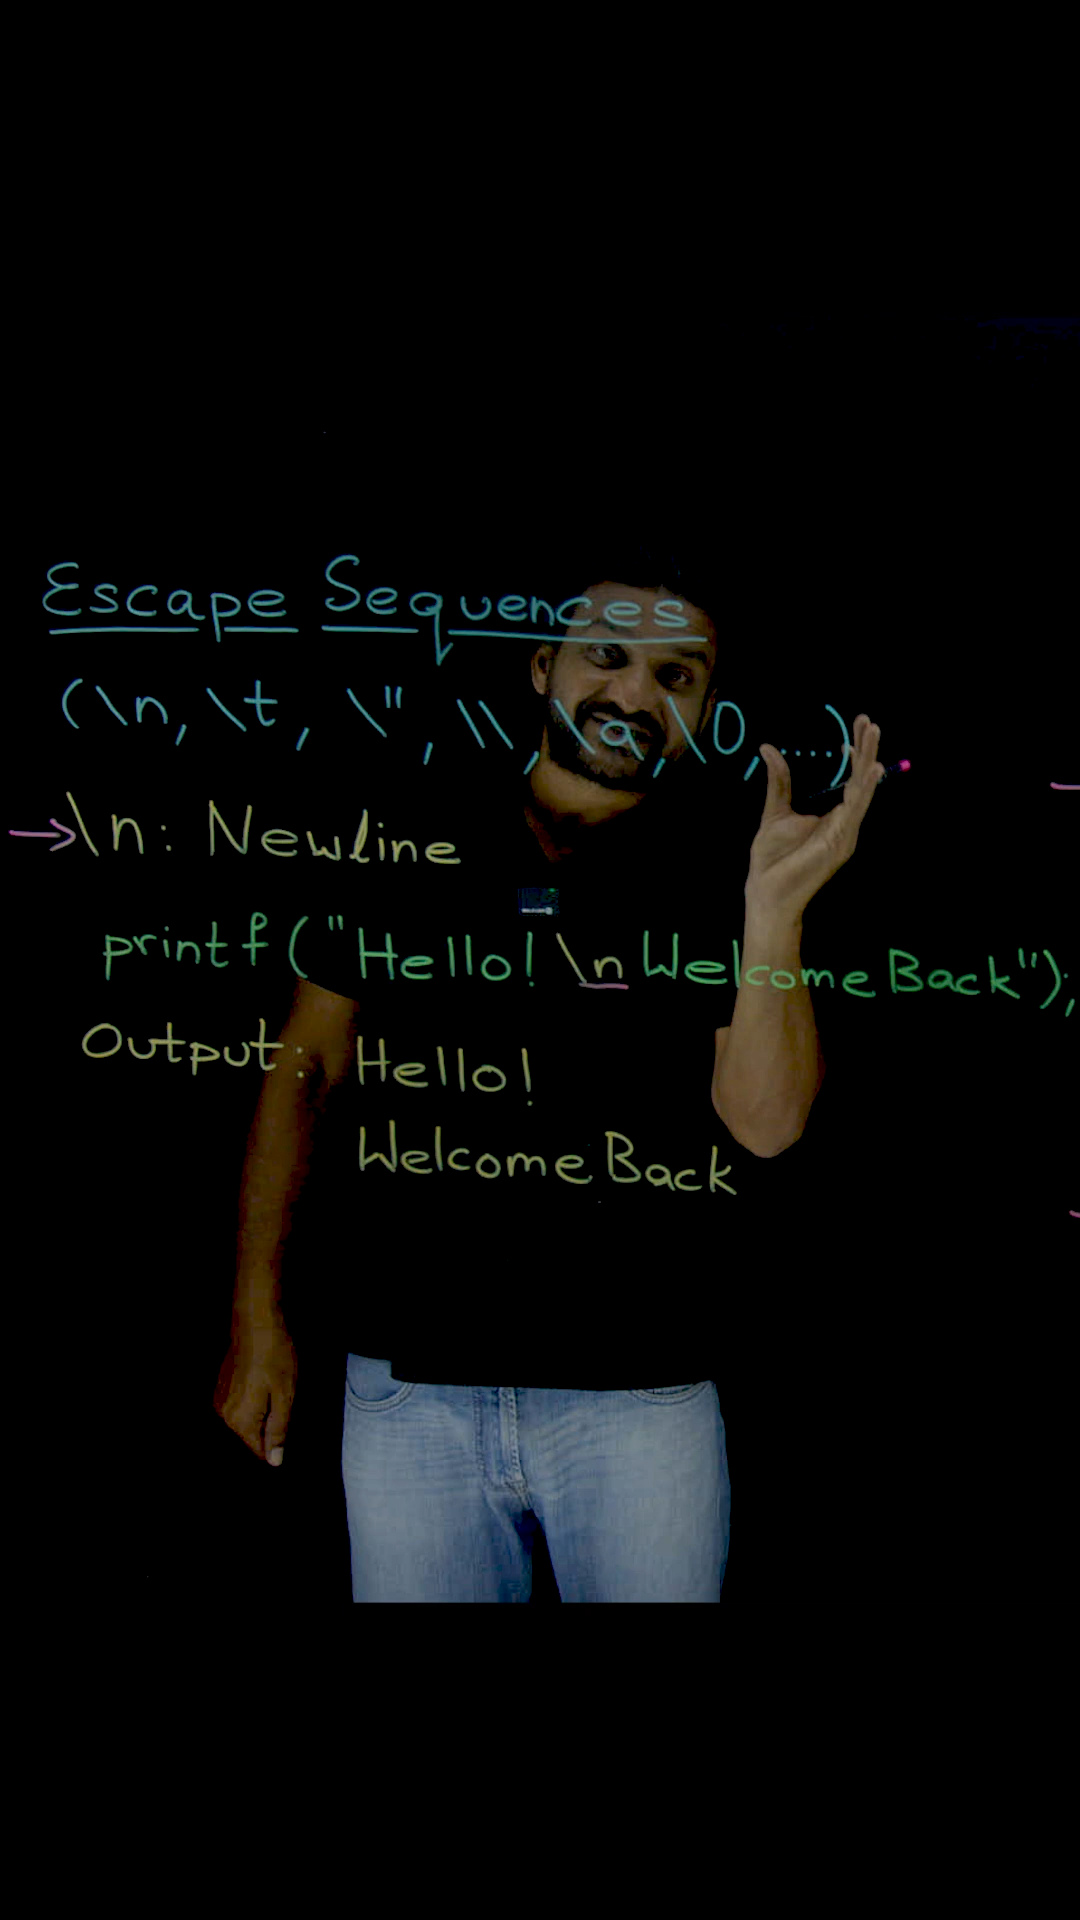 Escape Sequences
(\n, \t, \", \\, \a, \0, ....)
→\n: Newline
printf("Hello! \n Welcome Back");
Output: Hello!
Welcome Back